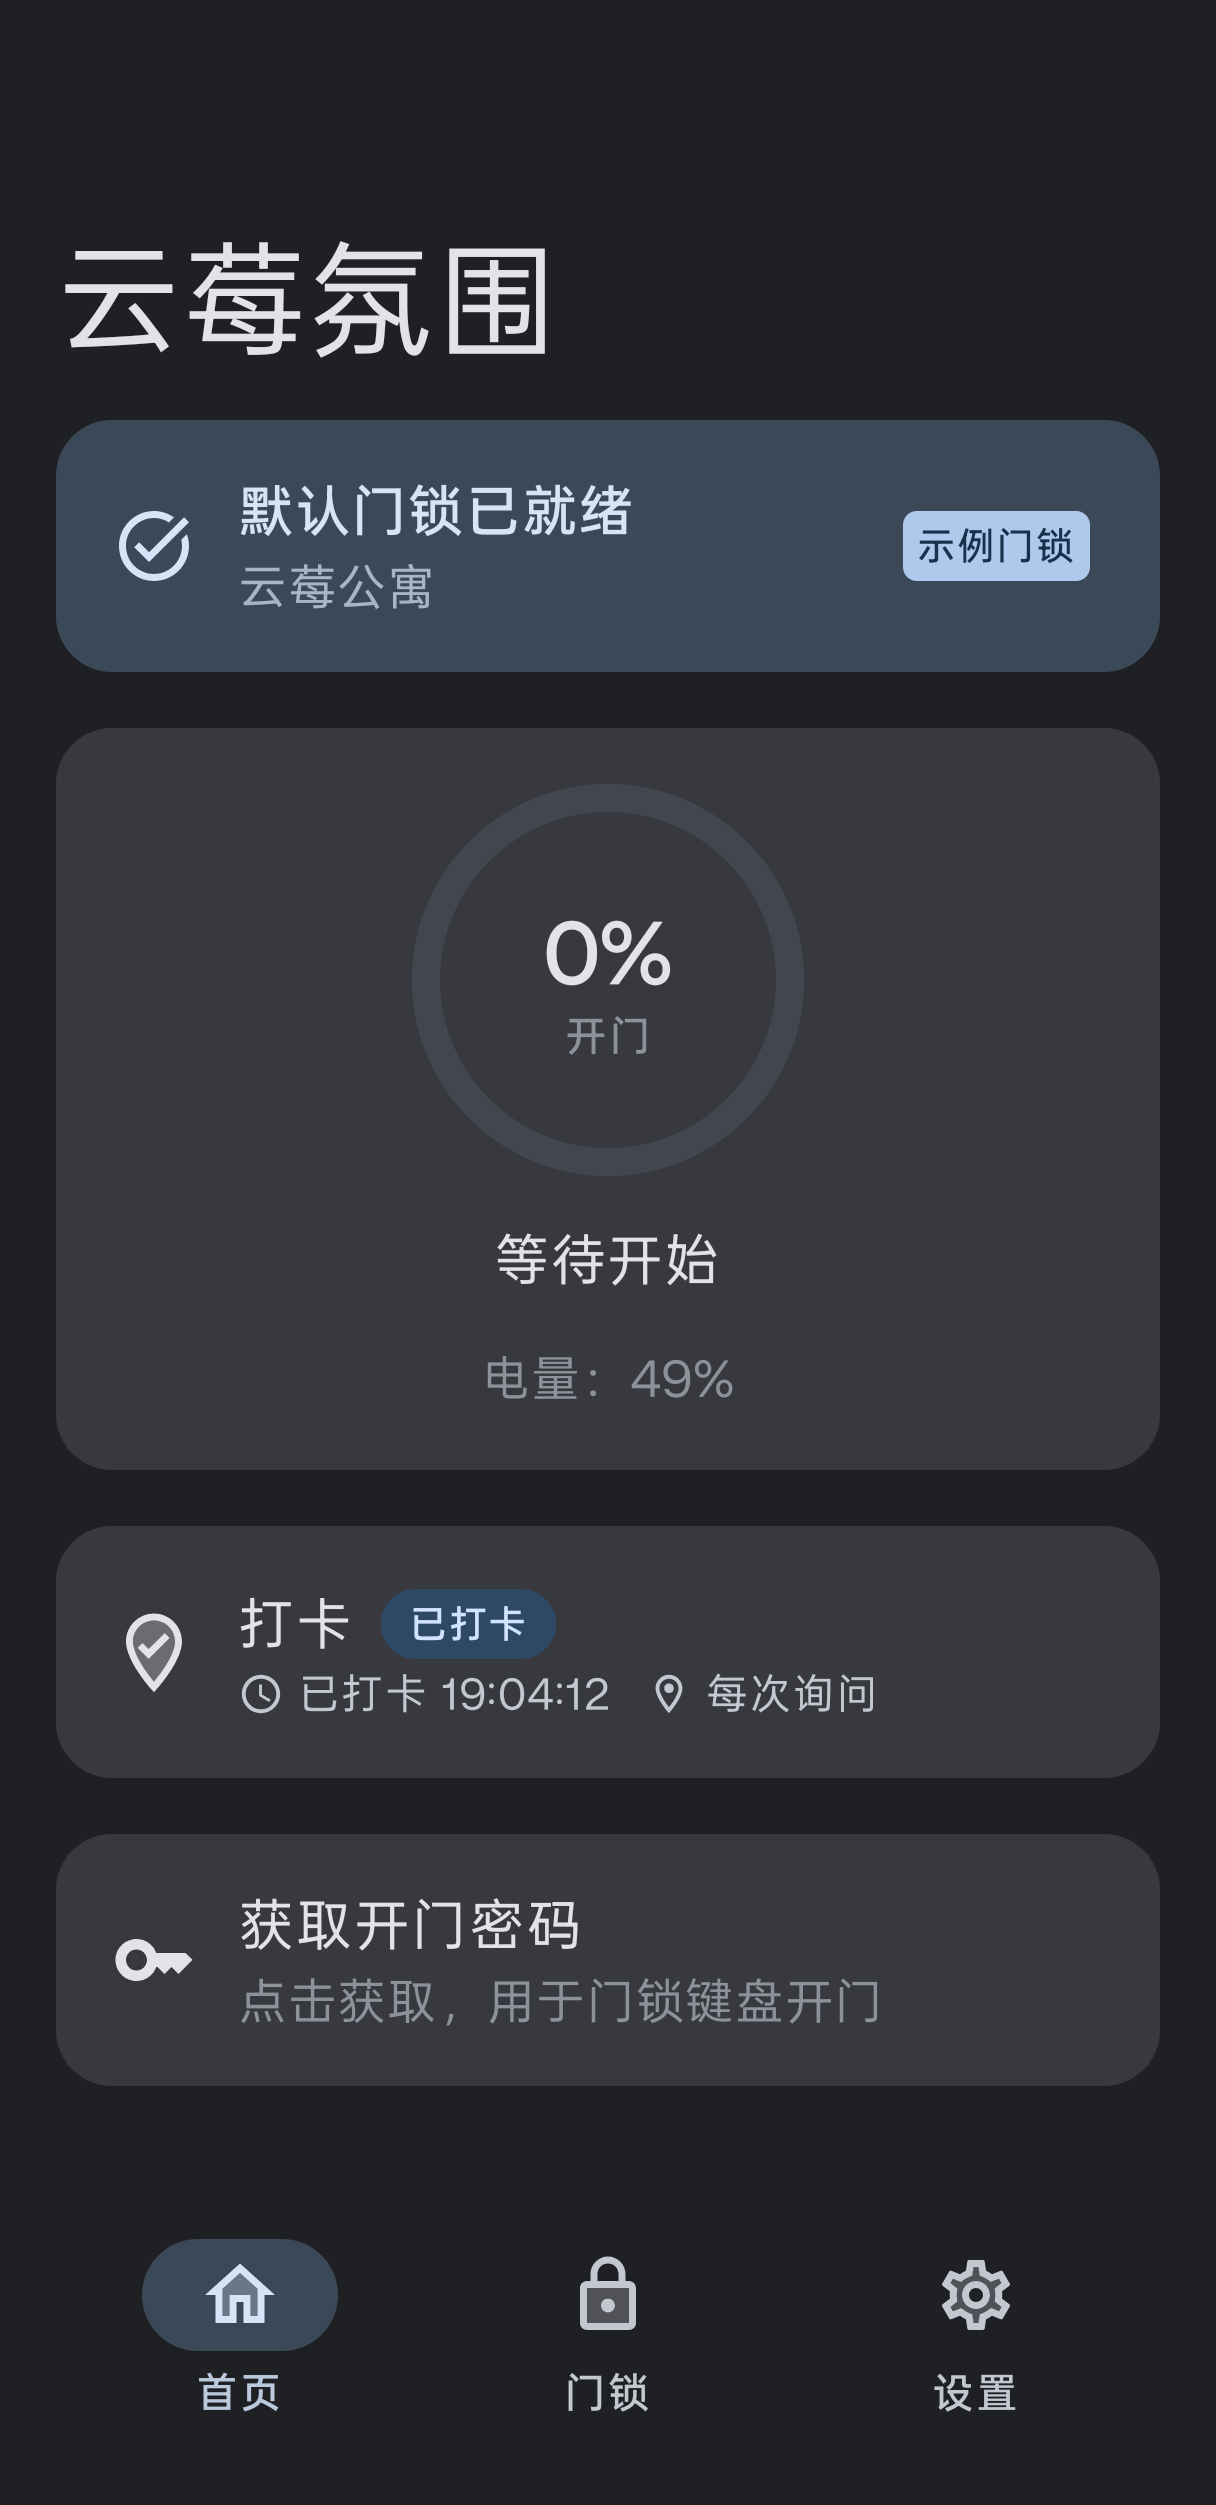 云莓氛围
默认门锁已就绪
云莓公寓
示例门锁
0%
开门
等待开始
电量：49%
打卡
已打卡
已打卡 19:04:12
每次询问
获取开门密码
点击获取，用于门锁键盘开门
首页
门锁
设置